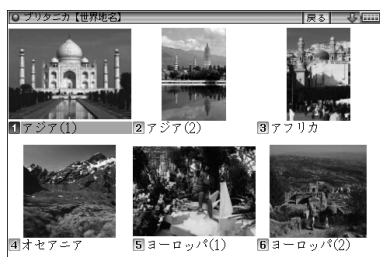 ブリタニカ【世界地名】 戻る
1 アジア(1) 2 アジア(2) 3 アフリカ
4 オセアニア 5 ヨーロッパ(1) 6 ヨーロッパ(2)